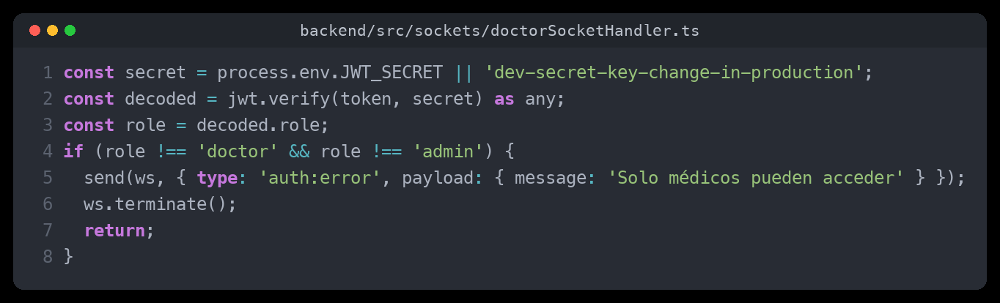 backend/src/sockets/doctorSocketHandler.ts
1 const secret = process.env.JWT_SECRET || 'dev-secret-key-change-in-production';
2 const decoded = jwt.verify(token, secret) as any;
3 const role = decoded.role;
4 if (role !== 'doctor' && role !== 'admin') {
5   send(ws, { type: 'auth:error', payload: { message: 'Solo médicos pueden acceder' } });
6   ws.terminate();
7   return;
8 }